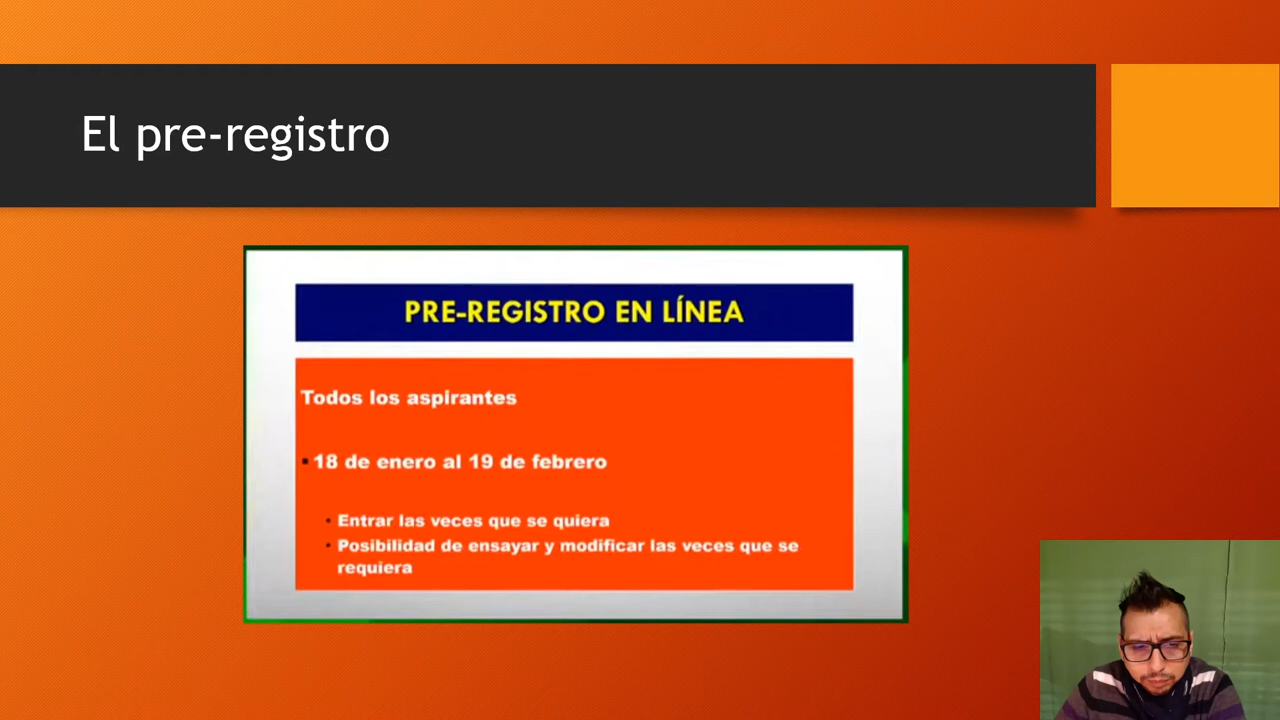 El pre-registro
PRE-REGISTRO EN LÍNEA
Todos los aspirantes
18 de enero al 19 de febrero
Entrar las veces que se quiera
Posibilidad de ensayar y modificar las veces que se
requiera